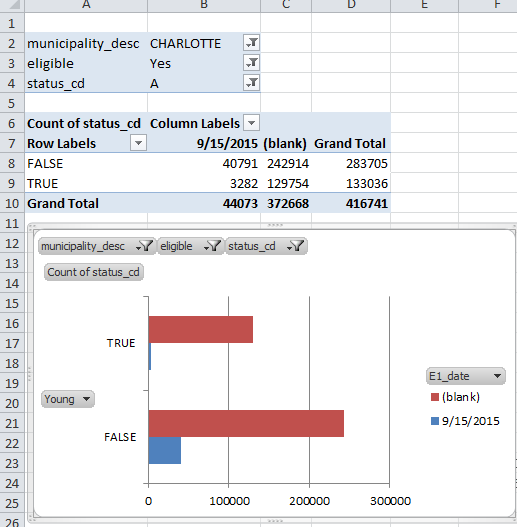 A B C D E F
1
2 municipality_desc CHARLOTTE
3 eligible Yes
4 status_cd A
5
6 Count of status_cd Column Labels
7 Row Labels 9/15/2015 (blank) Grand Total
8 FALSE 40791 242914 283705
9 TRUE 3282 129754 133036
10 Grand Total 44073 372668 416741
11
12 municipality_desc eligible status_cd
13 Count of status_cd
14
15
16
17 TRUE
18
19 E1_date
20 Young (blank)
21 9/15/2015
22 FALSE
23
24
25 0 100000 200000 300000
26